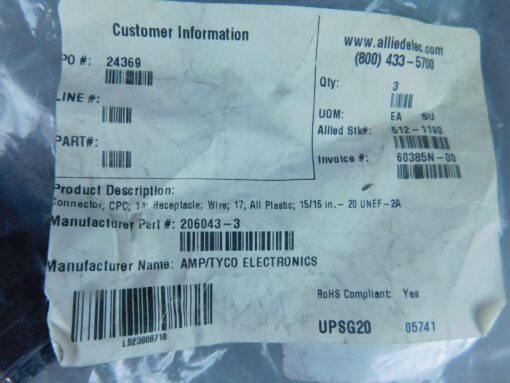 Customer Information
PO #: 24369
LINE #:
PART#:
www.alliedelec.com
(800) 433-5700
Qty: 3
UOM: EA SU
Allied Stk#: 512-1190
Invoice #: 60385N-00
Product Description:
Connector, CPC; Receptacle; Wire; 17; All Plastic; 15/16 in.- 20 UNEF-2A
Manufacturer Part #: 206043-3
Manufacturer Name: AMP/TYCO ELECTRONICS
RoHS Compliant: Yes
UPSG20 05741
LB23868718